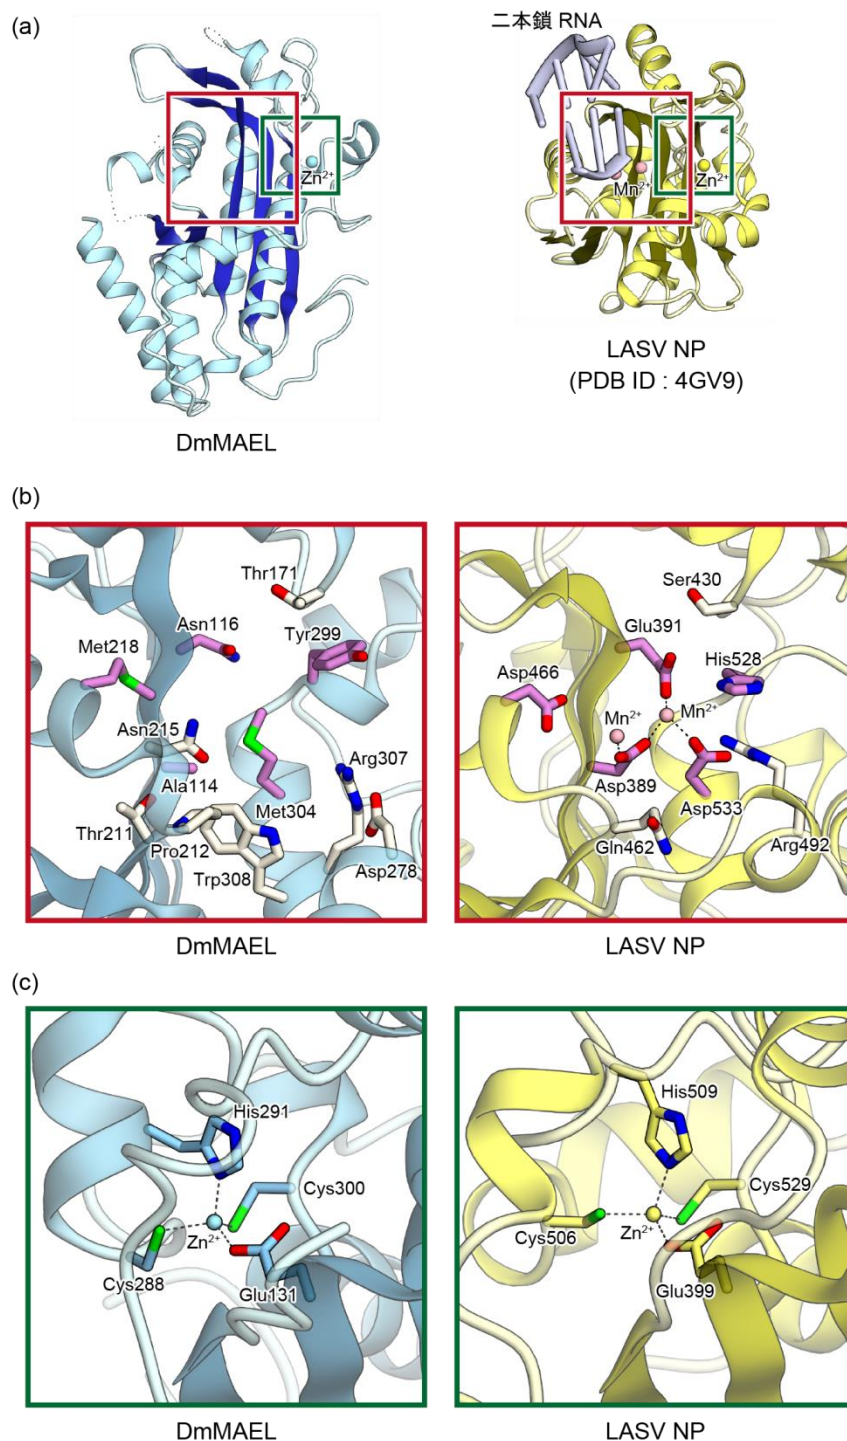 (a)
二本鎖 RNA
Zn²⁺
Mn²⁺
Zn²⁺
DmMAEL
LASV NP
(PDB ID : 4GV9)
(b)
Thr171
Asn116
Tyr299
Met218
Asn215
Ala114
Arg307
Met304
Thr211
Pro212
Trp308
Asp278
Ser430
Glu391
His528
Asp466
Mn²⁺
Mn²⁺
Asp389
Asp533
Gln462
Arg492
DmMAEL
LASV NP
(c)
His291
Cys300
Zn²⁺
Cys288
Glu131
His509
Cys529
Cys506
Zn²⁺
Glu399
DmMAEL
LASV NP